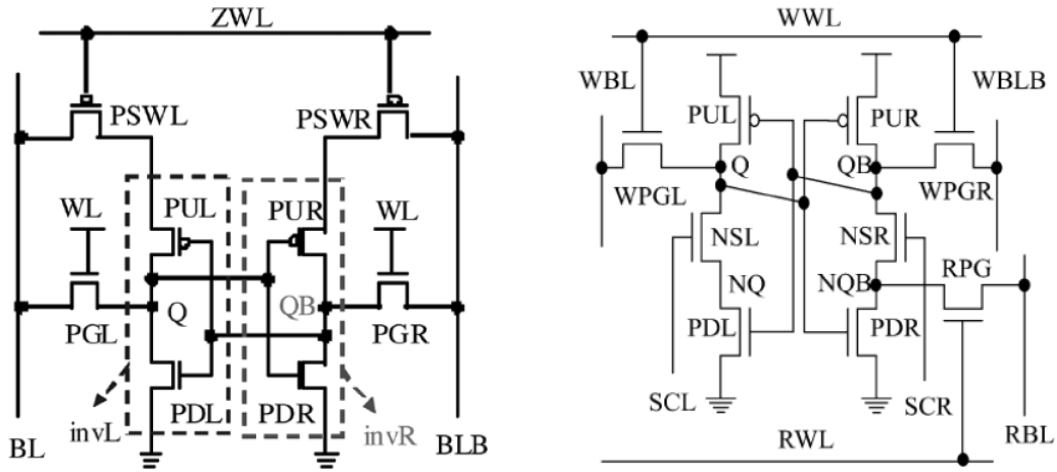 ZWL
PSWL
PSWR
WL
PUL
PUR
WL
Q
QB
PGL
PGR
PDL
PDR
BL
invL
invR
BLB
WWL
WBL
WBLB
PUL
PUR
Q
QB
WPGL
WPGR
NSL
NSR
NQ
NQB
RPG
PDL
PDR
SCL
SCR
RWL
RBL